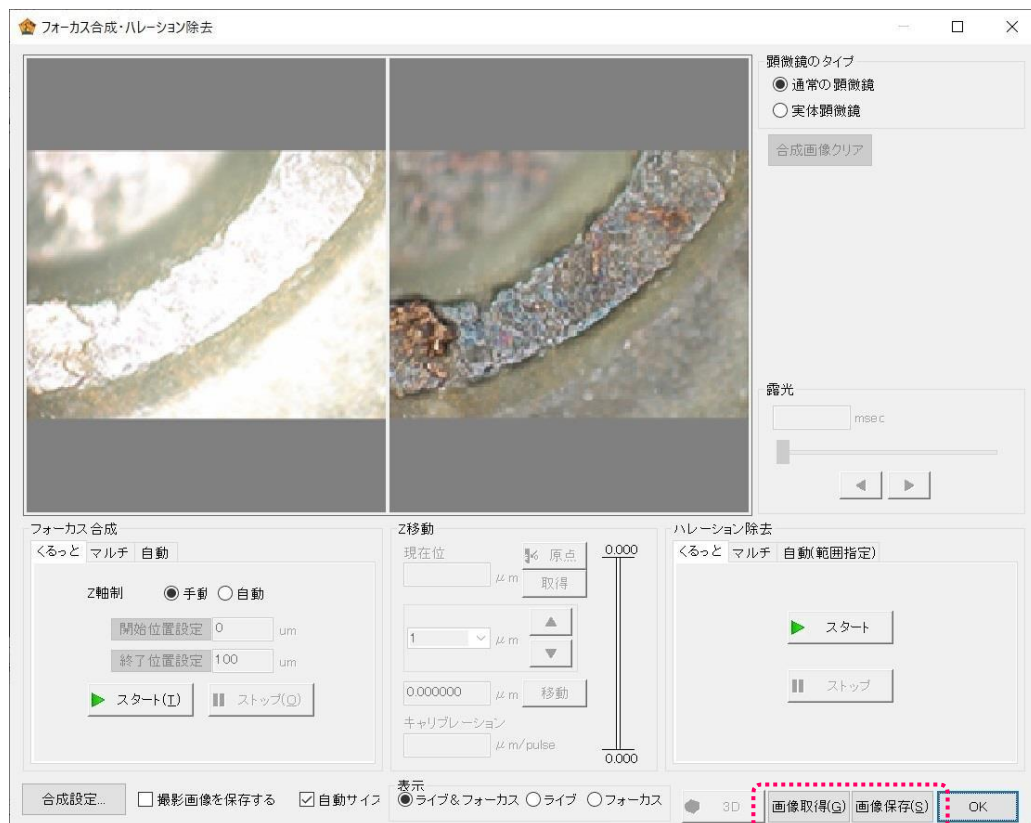 フォーカス合成・ハレーション除去
顕微鏡のタイプ
通常の顕微鏡
実体顕微鏡
合成画像クリア
露光
msec
フォーカス合成
くるっと マルチ 自動
Z軸制 手動 自動
開始位置設定 0 um
終了位置設定 100 um
スタート(T) ストップ(O)
Z移動
現在位
μm
原点
取得
1 μm
0.000000 μm 移動
キャリブレーション
μm/pulse
0.000
0.000
ハレーション除去
くるっと マルチ 自動(範囲指定)
スタート
ストップ
合成設定... 撮影画像を保存する 自動サイズ
表示
ライブ&フォーカス ライブ フォーカス
3D 画像取得(G) 画像保存(S) OK